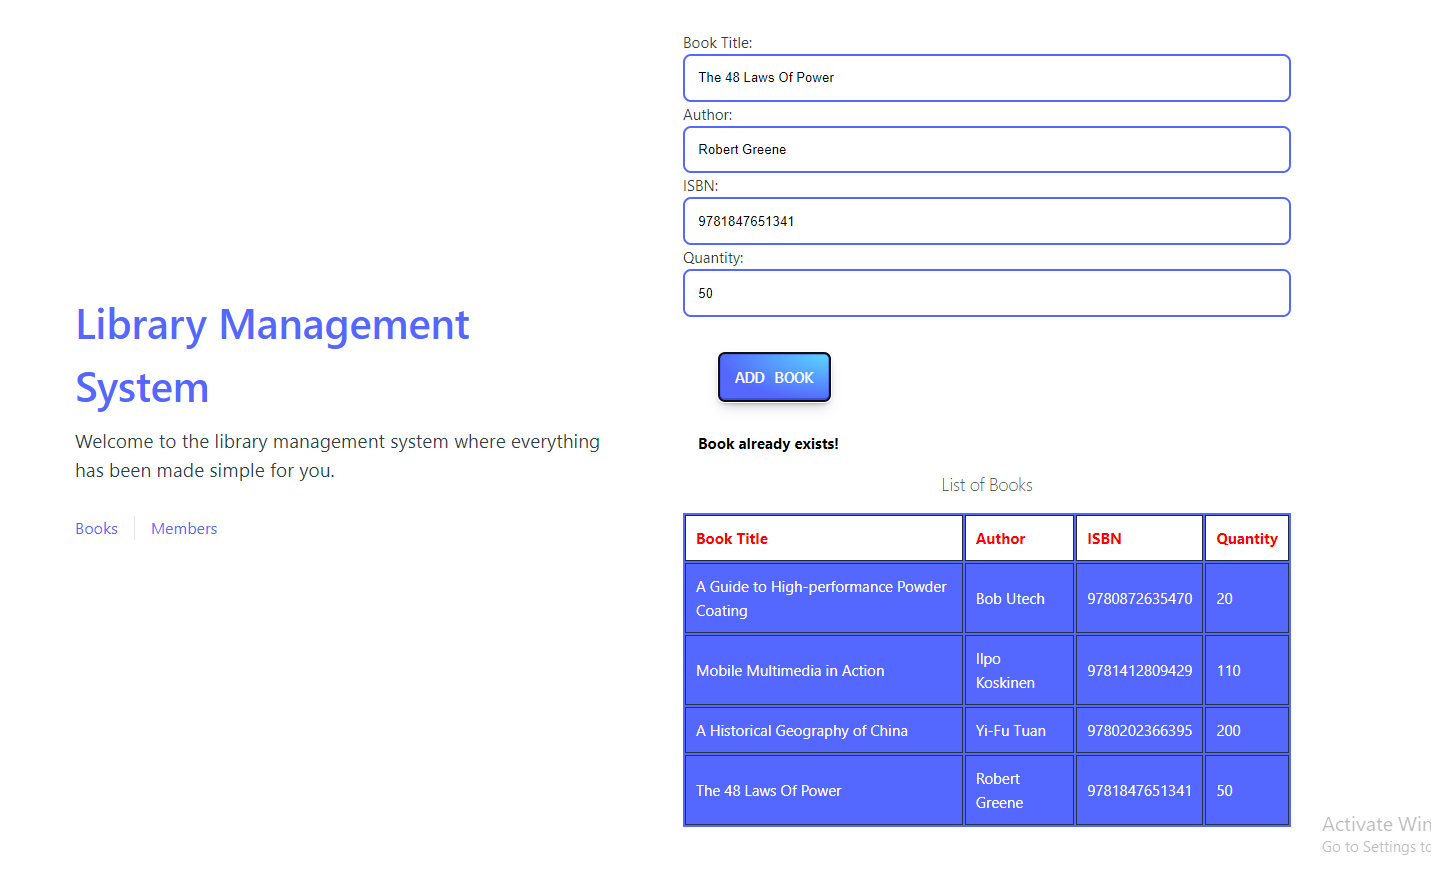 Book Title:
The 48 Laws Of Power
Author:
Robert Greene
ISBN:
9781847651341
Quantity:
50
Library Management
System
Welcome to the library management system where everything
has been made simple for you.
Books
Members
ADD BOOK
Book already exists!
List of Books
Book Title Author ISBN Quantity
A Guide to High-performance Powder
Coating
Bob Utech 9780872635470 20
Mobile Multimedia in Action
Ilpo
Koskinen
9781412809429 110
A Historical Geography of China Yi-Fu Tuan 9780202366395 200
The 48 Laws Of Power
Robert
Greene
9781847651341 50
Activate Win
Go to Settings to